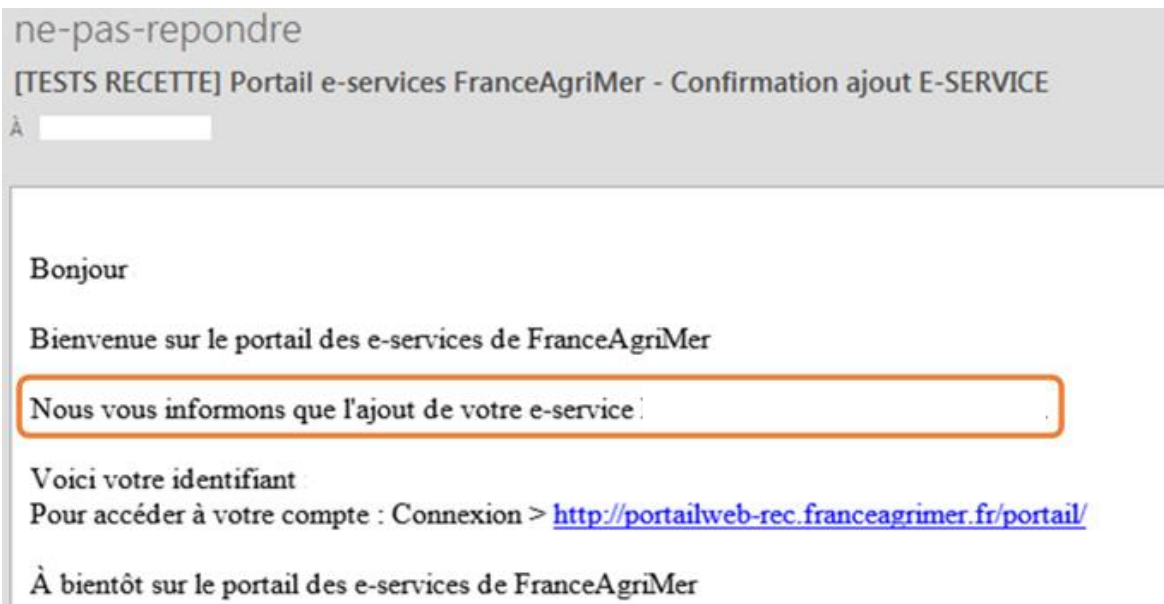 ne-pas-repondre
[TESTS RECETTE] Portail e-services FranceAgriMer - Confirmation ajout E-SERVICE
À
Bonjour
Bienvenue sur le portail des e-services de FranceAgriMer
Nous vous informons que l'ajout de votre e-service
Voici votre identifiant
Pour accéder à votre compte : Connexion > http://portailweb-rec.franceagrimer.fr/portail/
À bientôt sur le portail des e-services de FranceAgriMer